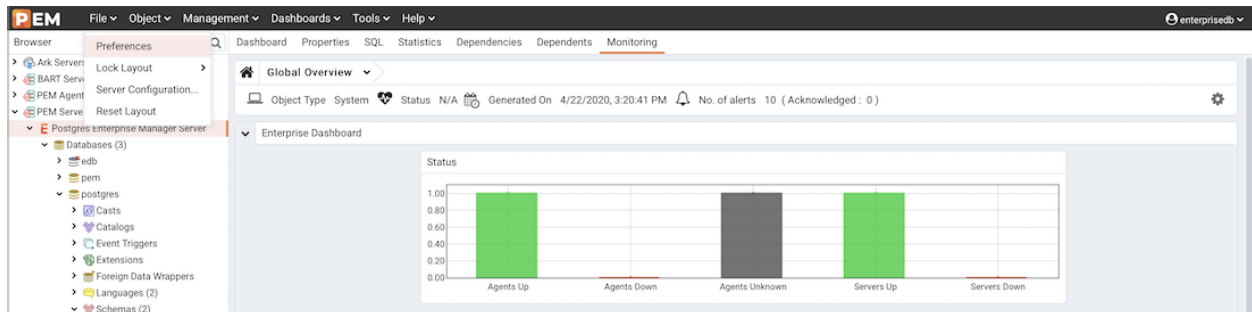 PEM File Object Management Dashboards Tools Help enterprisedb
Browser
Preferences
Lock Layout
Server Configuration...
Reset Layout
Ark Servers
BART Serv
PEM Agent
PEM Serve
Postgres Enterprise Manager Server
Databases (3)
edb
pem
postgres
Casts
Catalogs
Event Triggers
Extensions
Foreign Data Wrappers
Languages (2)
Schemas (2)
Dashboard Properties SQL Statistics Dependencies Dependents Monitoring
Global Overview
Object Type System Status N/A Generated On 4/22/2020, 3:20:41 PM No. of alerts 10 (Acknowledged : 0)
Enterprise Dashboard
Status
1.00
0.80
0.60
0.40
0.20
0.00
Agents Up Agents Down Agents Unknown Servers Up Servers Down